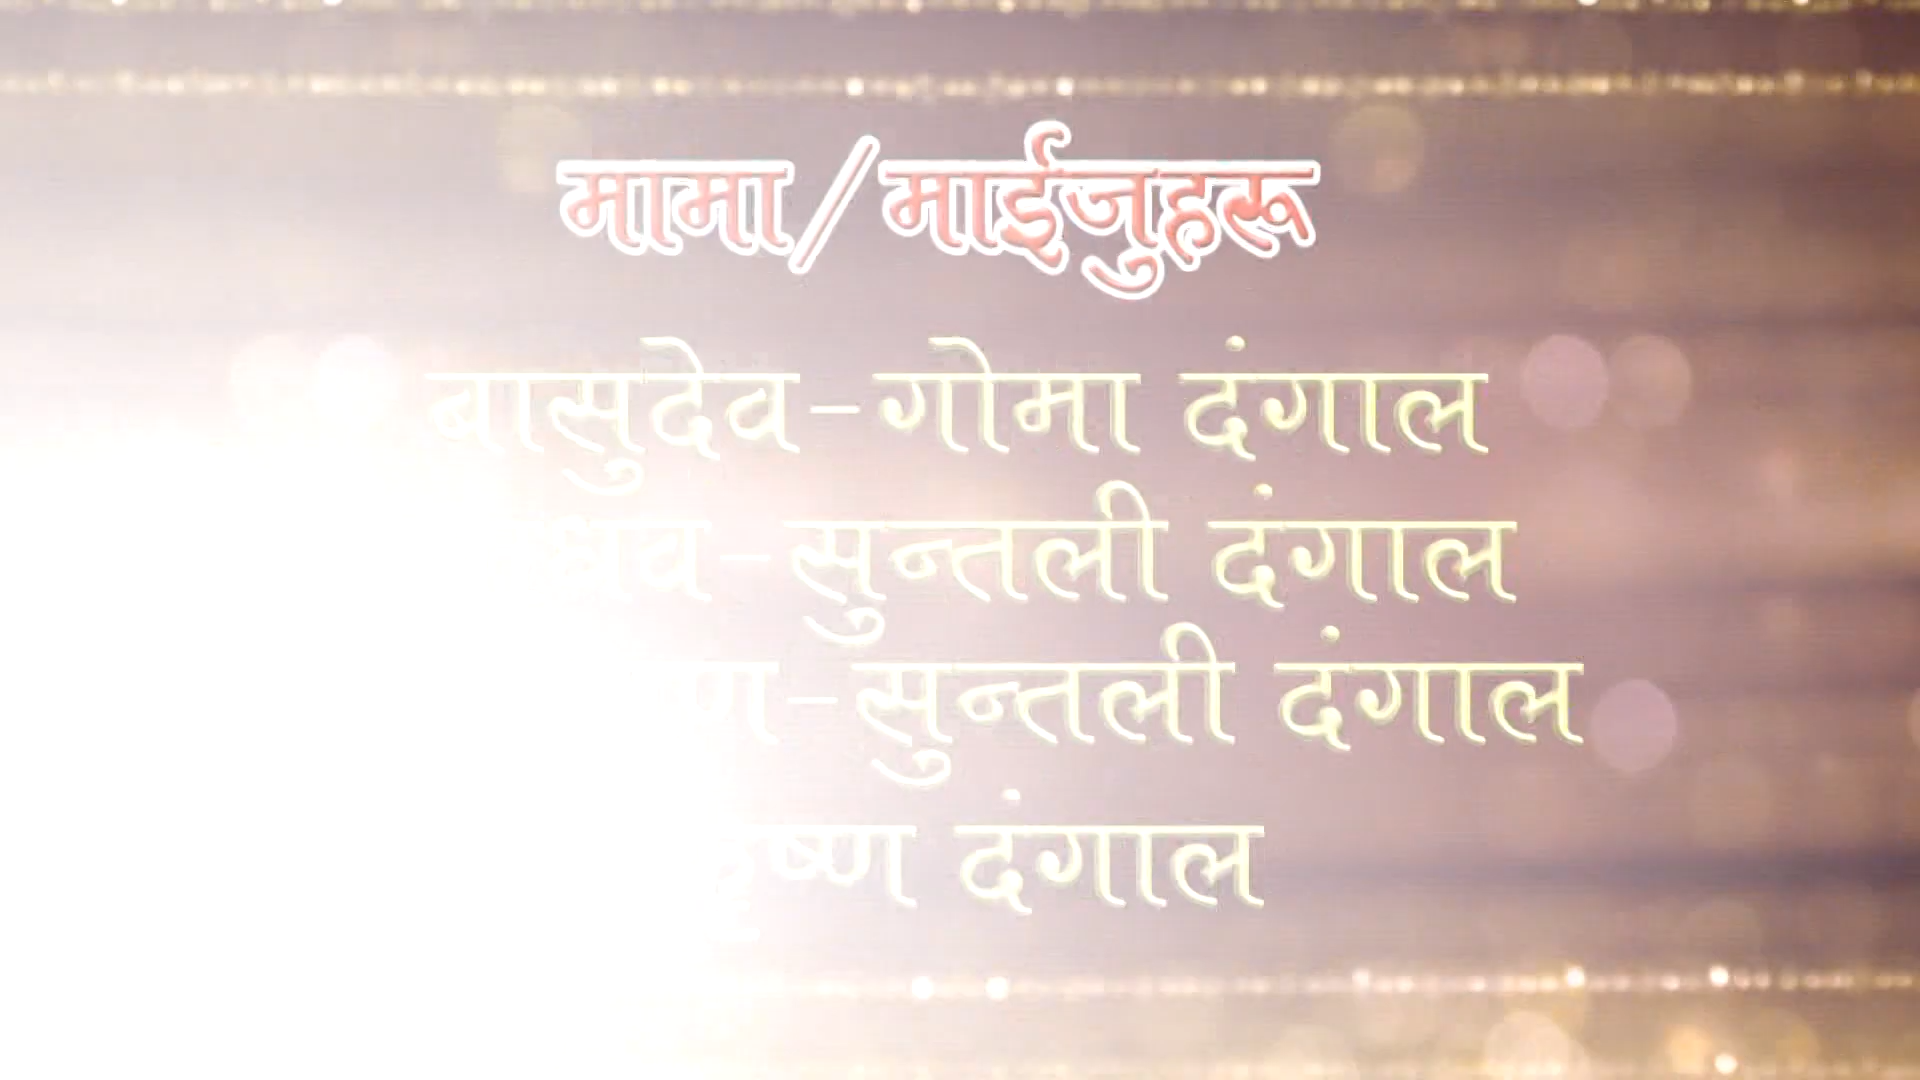 मामा/माईजुहरू
बासुदेव-गोमा दंगाल
सुन्तली दंगाल
सुन्तली दंगाल
दंगाल